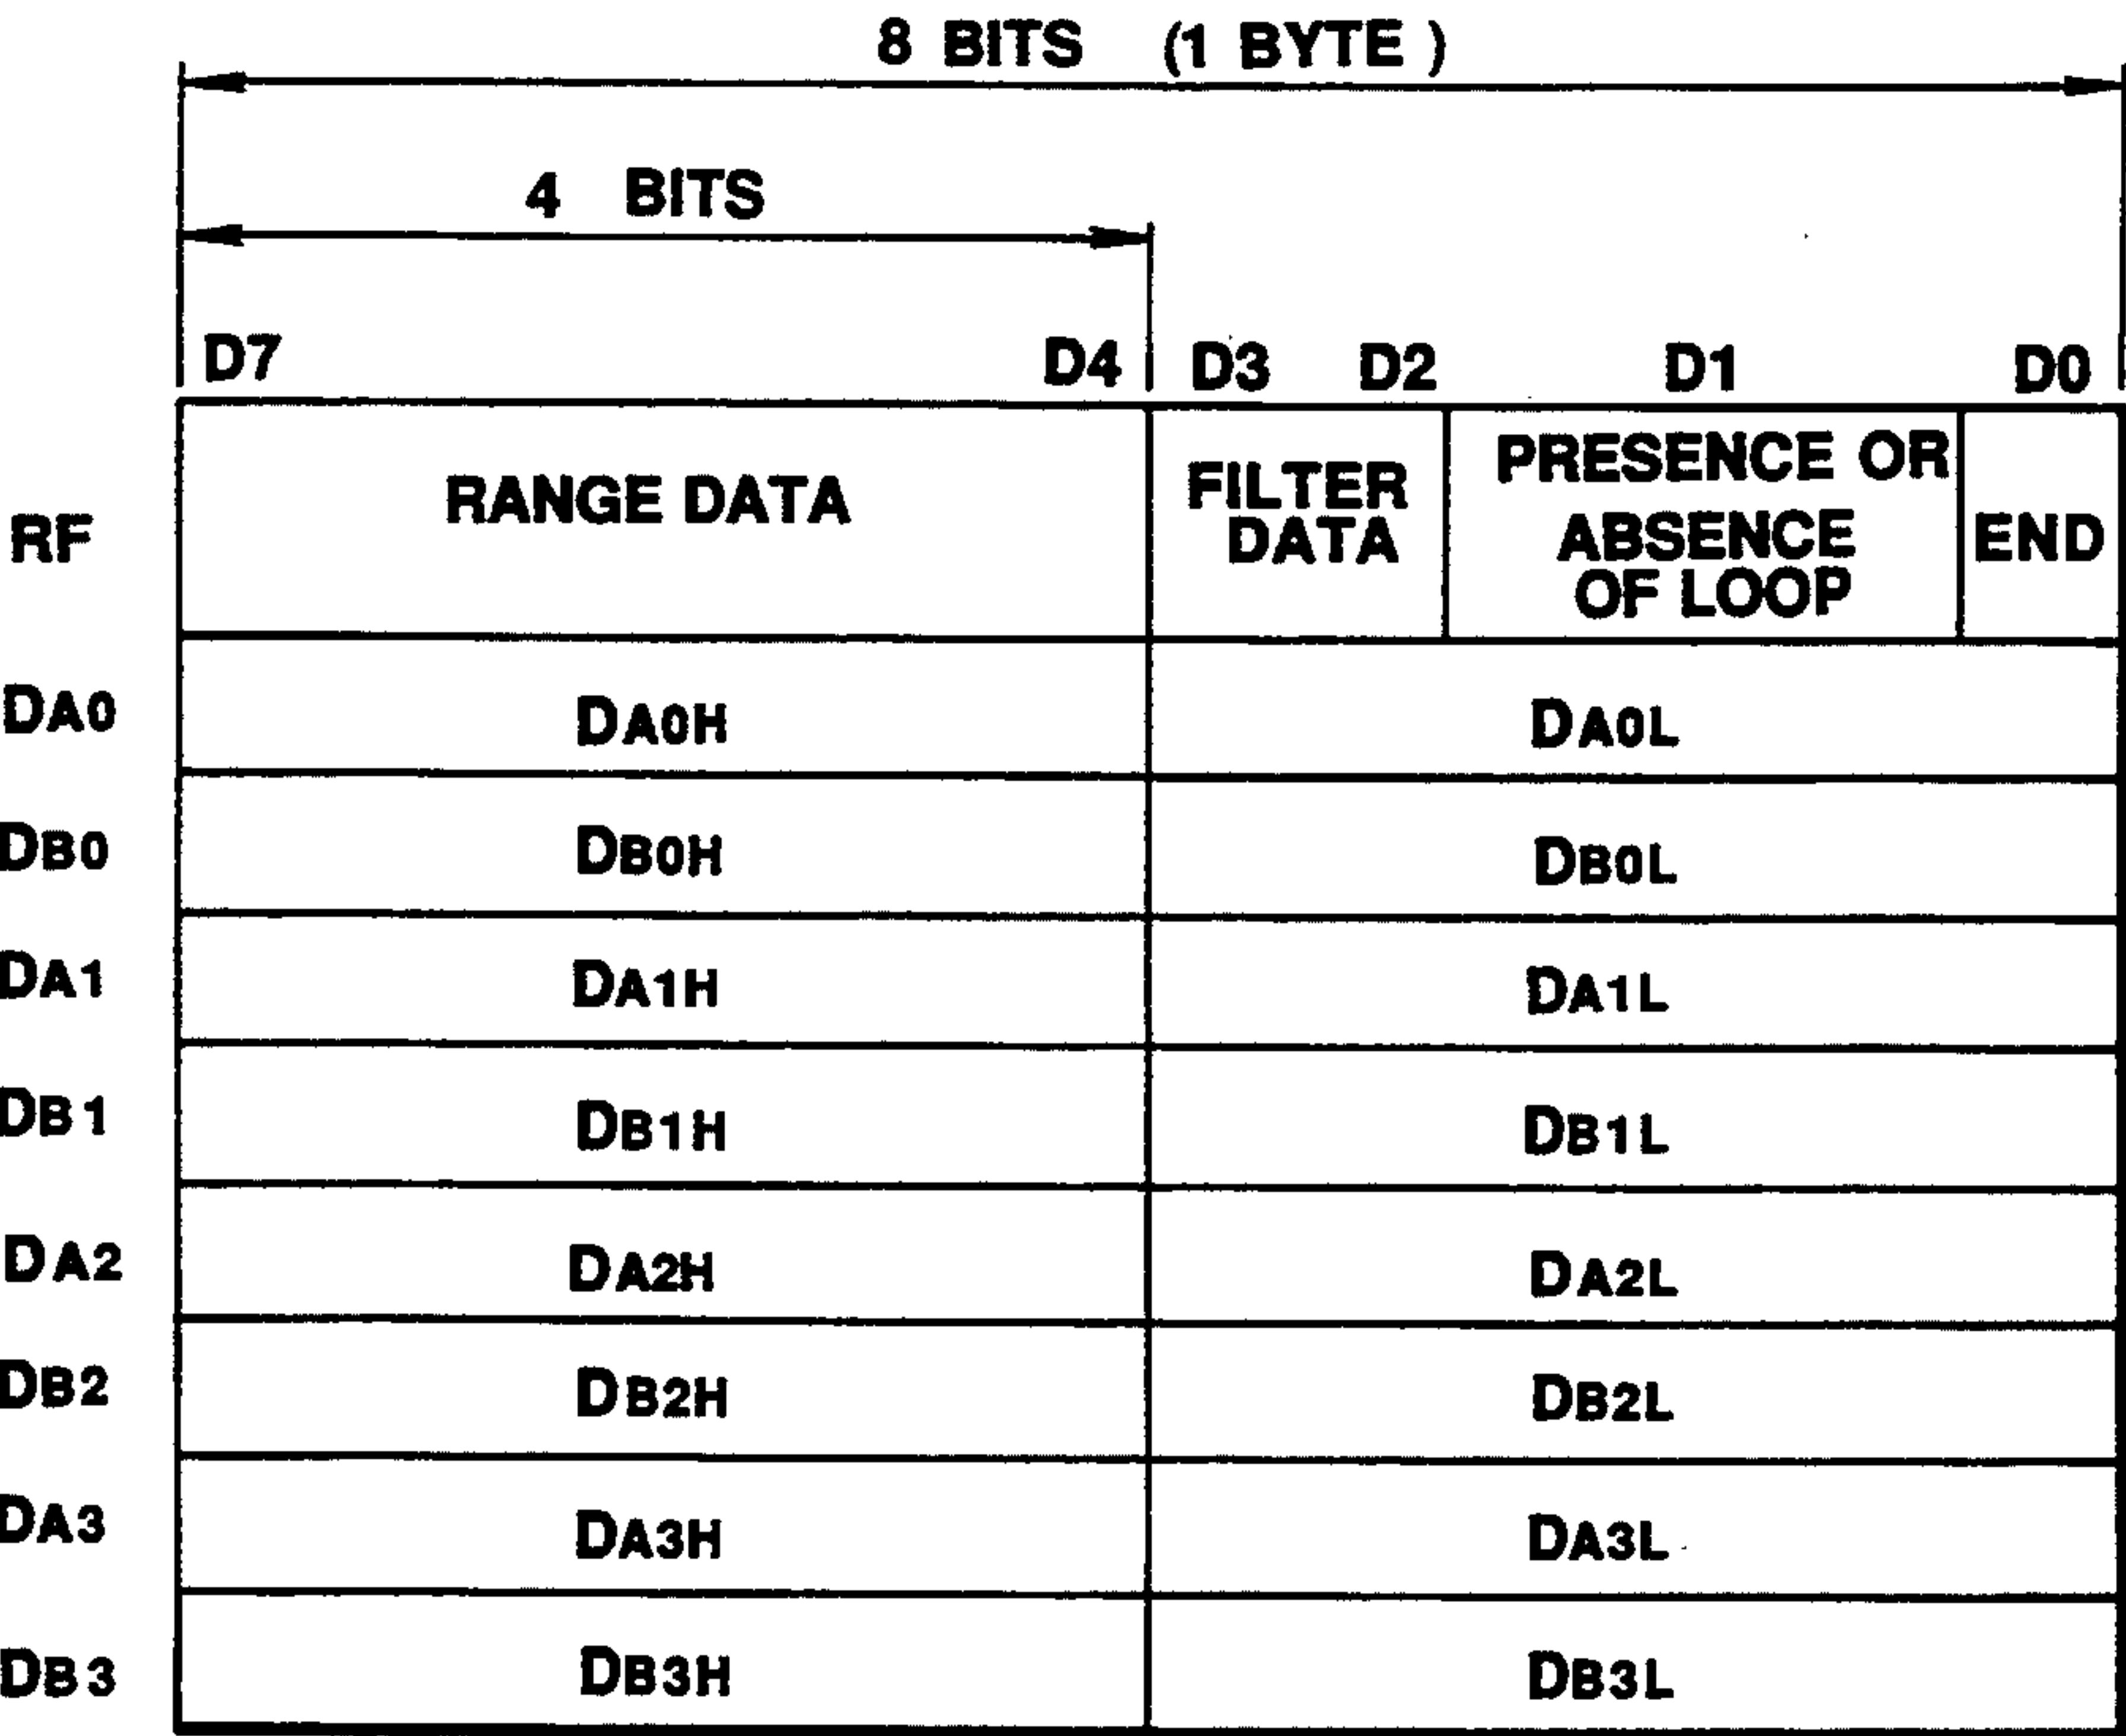 8 BITS (1 BYTE )
4 BITS
D7 D4 D3 D2 D1 D0
RF
RANGE DATA
FILTER
DATA
PRESENCE OR
ABSENCE
OF LOOP
END
DA0 DA0H DA0L
DB0 DB0H DB0L
DA1 DA1H DA1L
DB1 DB1H DB1L
DA2 DA2H DA2L
DB2 DB2H DB2L
DA3 DA3H DA3L
DB3 DB3H DB3L